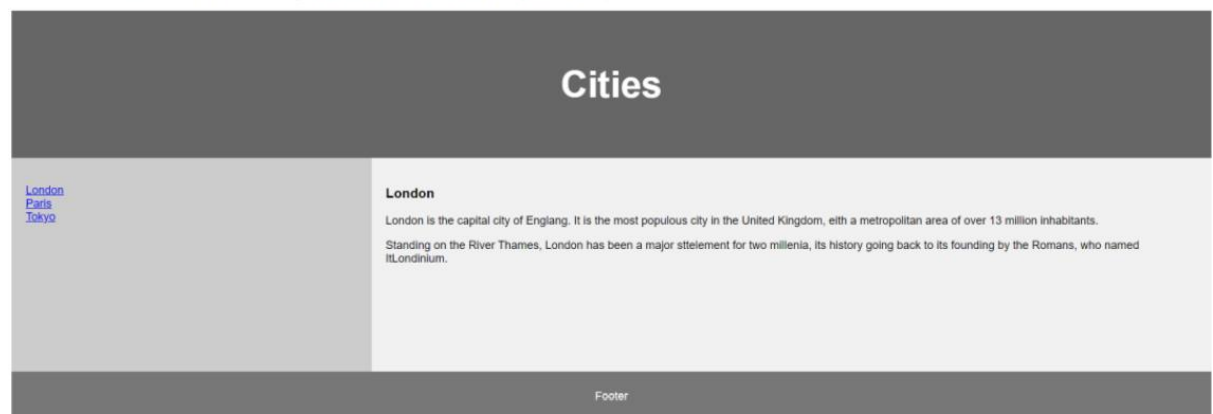 Cities
London
Paris
Tokyo
London
London is the capital city of Englang. It is the most populous city in the United Kingdom, eith a metropolitan area of over 13 million inhabitants.
Standing on the River Thames, London has been a major sttelement for two millenia, its history going back to its founding by the Romans, who named
ItLondinium.
Footer